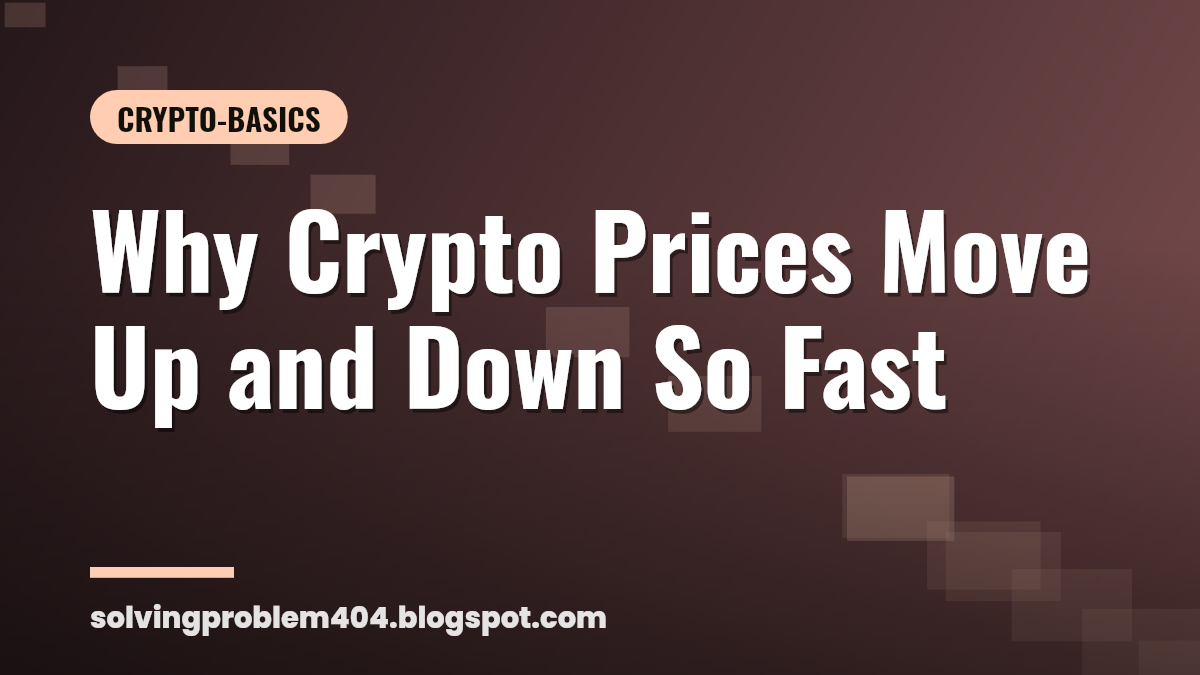 CRYPTO-BASICS
Why Crypto Prices Move
Up and Down So Fast
solvingproblem404.blogspot.com